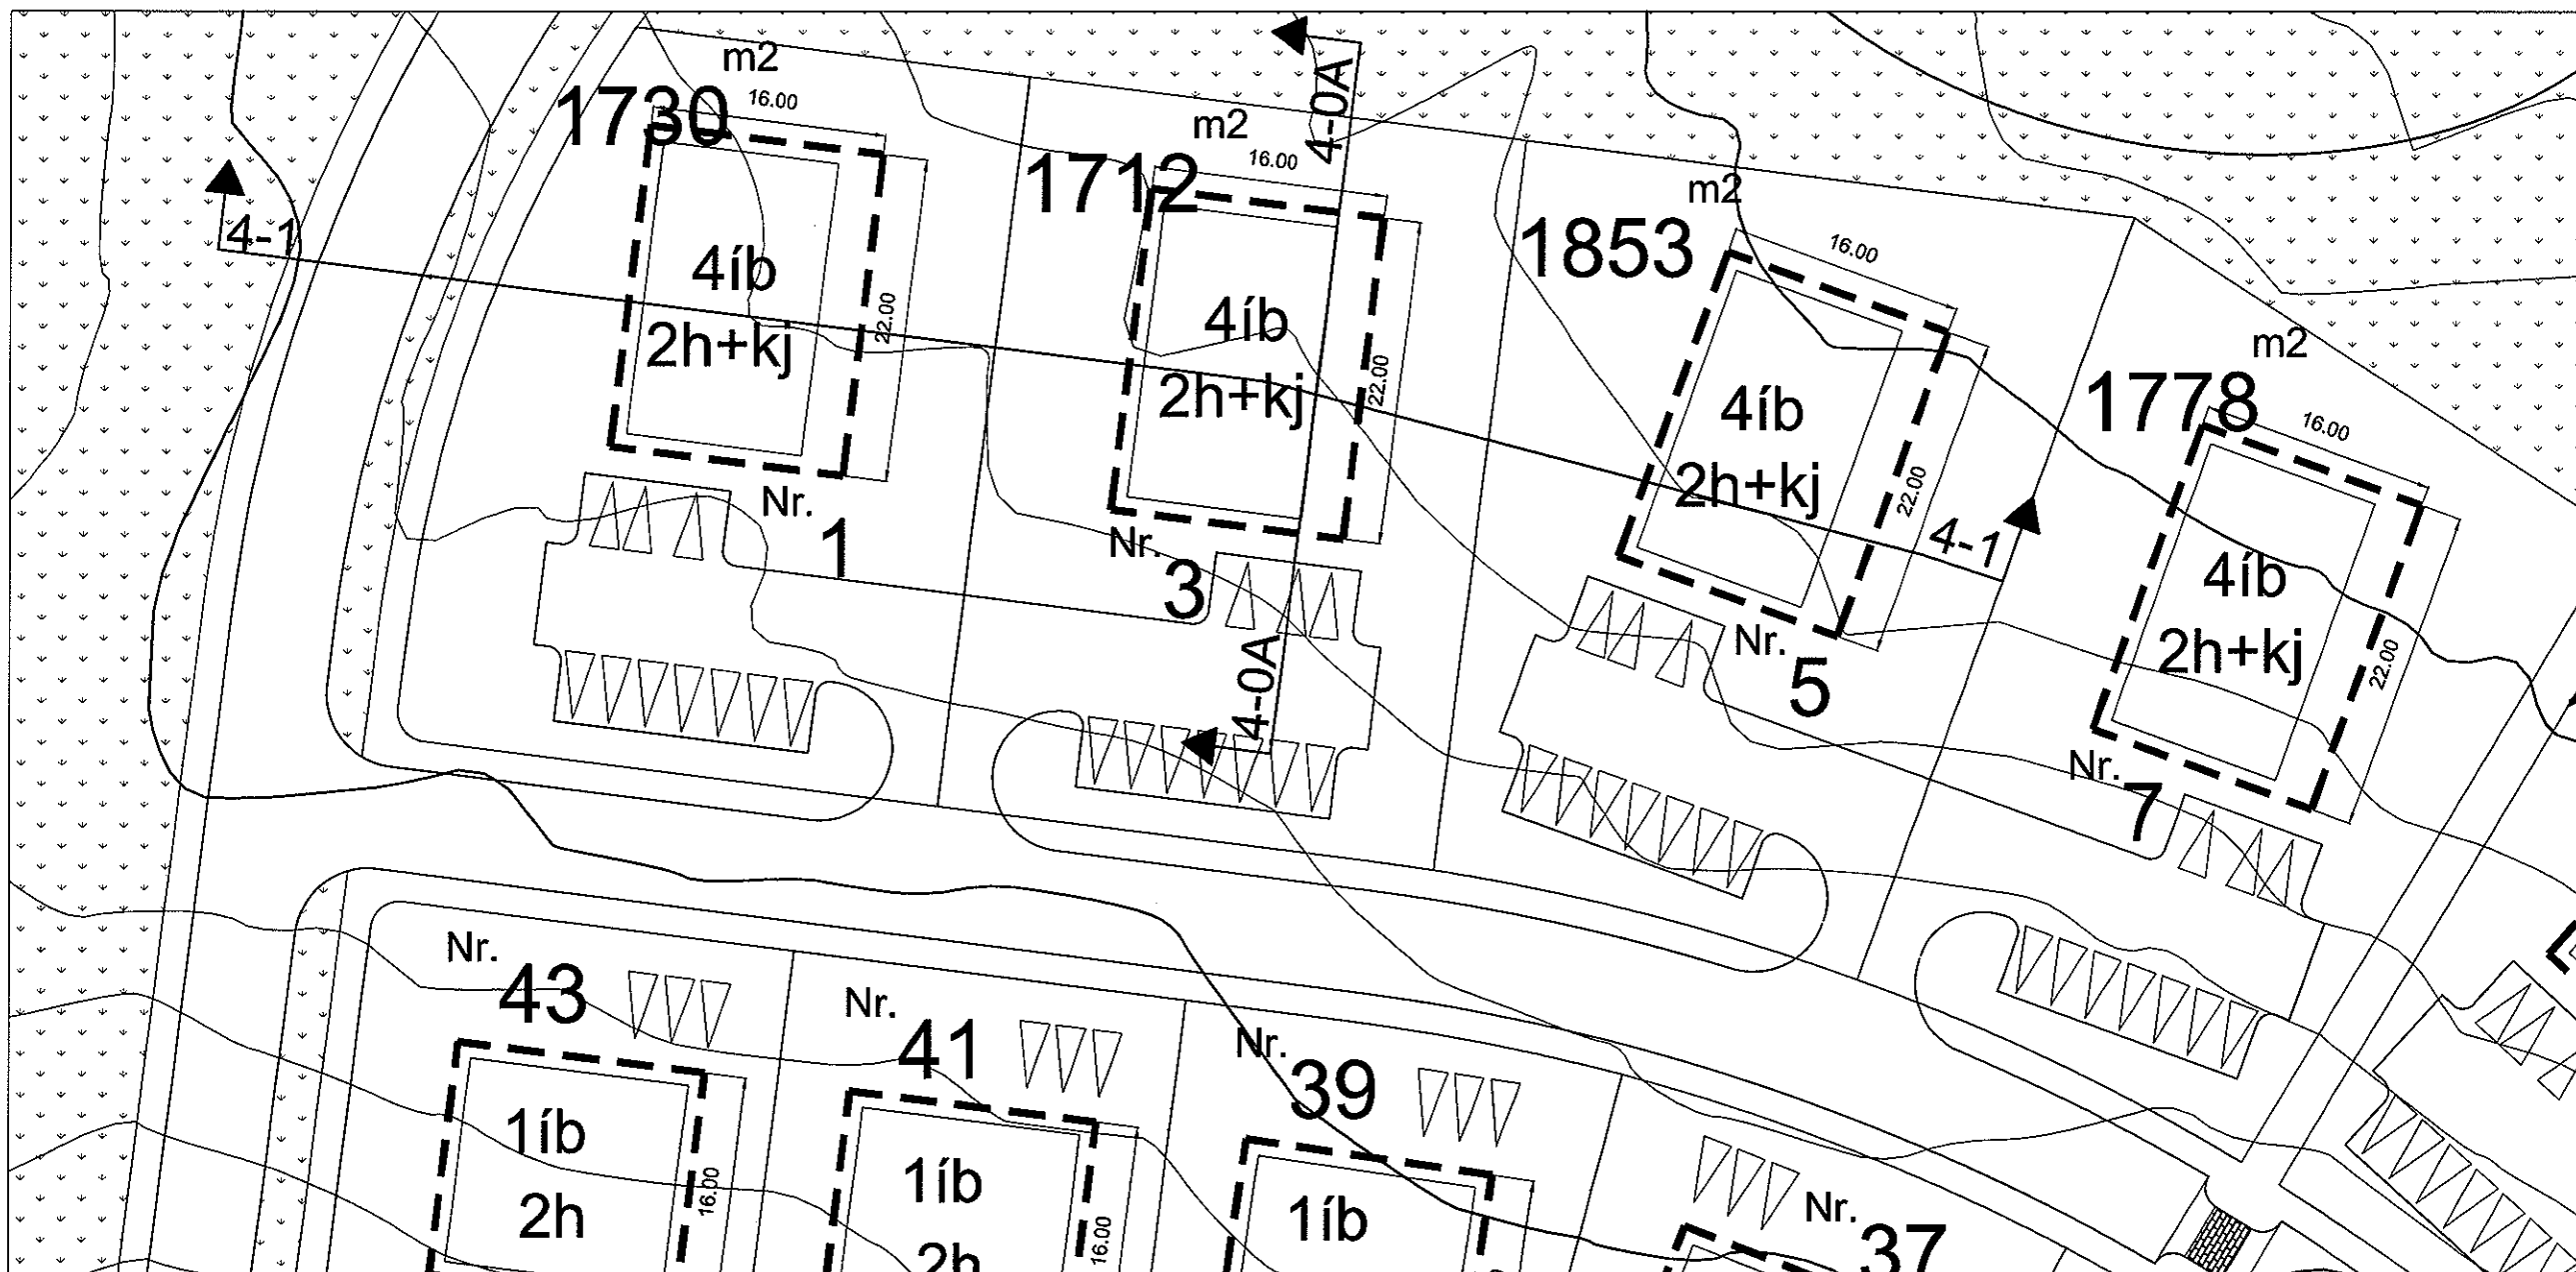 m2
1730
16.00
4íb
2h+kj
22.00
Nr.
1
4-1
m2
1712
16.00
4-0A
4íb
2h+kj
22.00
Nr.
3
4-0A
m2
1853
16.00
4íb
2h+kj
22.00
4-1
Nr.
5
m2
1778
16.00
4íb
2h+kj
22.00
Nr.
7
Nr.
43
1íb
2h
16.00
Nr.
41
1íb
2h
16.00
Nr.
39
1íb
Nr.
37